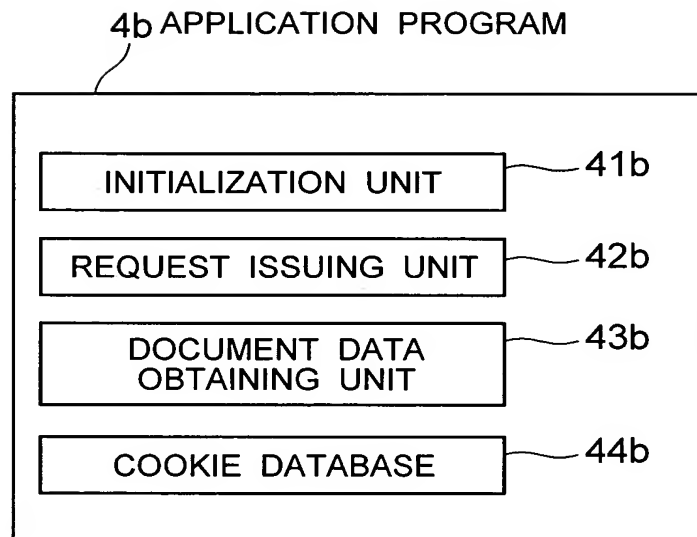 4b APPLICATION PROGRAM
INITIALIZATION UNIT
41b
REQUEST ISSUING UNIT
42b
DOCUMENT DATA
OBTAINING UNIT
43b
COOKIE DATABASE
44b